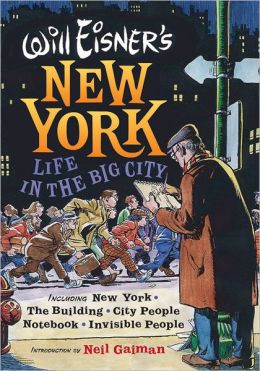 WILL EISNER'S
NEW
YORK
LIFE
IN THE BIG CITY
INCLUDING NEW YORK •
THE BUILDING • CITY PEOPLE
NOTEBOOK • INVISIBLE PEOPLE
INTRODUCTION BY NEIL GAIMAN